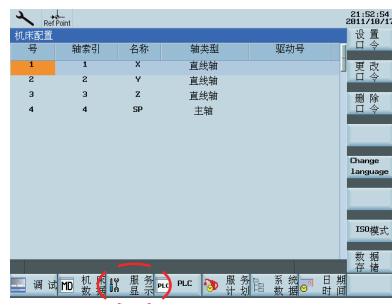 Ref Point
21:52:54
2011/10/17
机床配置
号 轴索引 名称 轴类型 驱动号
1 1 X 直线轴
2 2 Y 直线轴
3 3 Z 直线轴
4 4 SP 主轴
设 置
口 令
更 改
口 令
删 除
口 令
Change
language
ISO模式
数 据
存 储
调 试
MD 机 床
数 据
服 务
显 示
PLC PLC
服 务
计 划
系 统
数 据
日 期
时 间